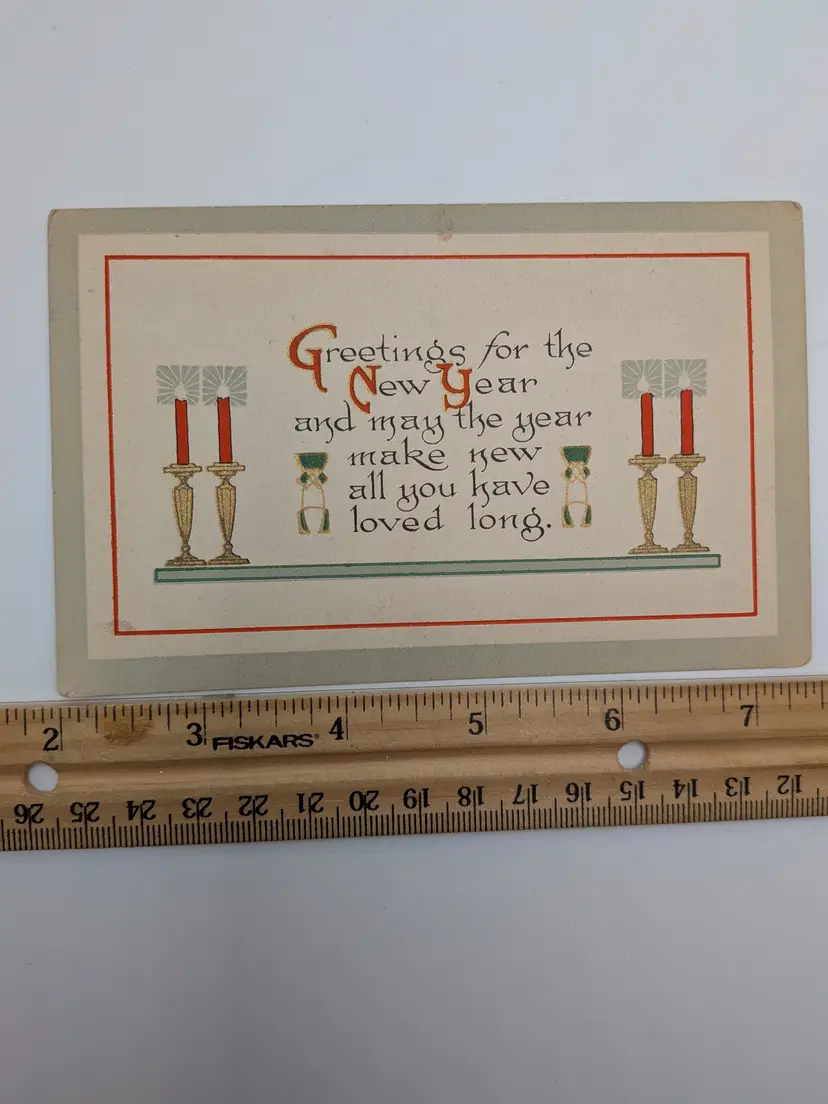 Greetings for the
New Year
and may the year
make new
all you have
loved long.
2 3 FISKARS® 4 5 6 7
26 25 24 23 22 21 20 19 18 17 16 15 14 13 12